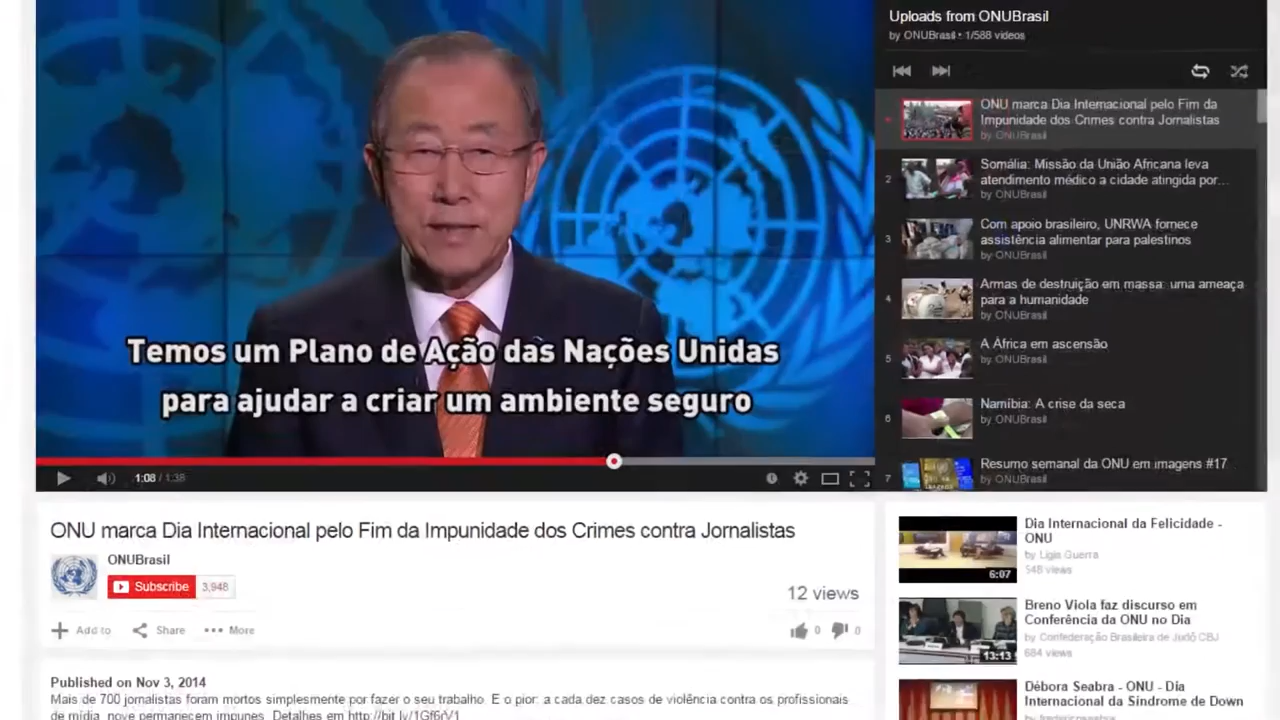 Temos um Plano de Ação das Nações Unidas
para ajudar a criar um ambiente seguro
1:08 / 1:38
Uploads from ONUBrasil
by ONUBrasil • 1/588 videos
ONU marca Dia Internacional pelo Fim da
Impunidade dos Crimes contra Jornalistas
by ONUBrasil
2
Somália: Missão da União Africana leva
atendimento médico a cidade atingida por...
by ONUBrasil
3
Com apoio brasileiro, UNRWA fornece
assistência alimentar para palestinos
by ONUBrasil
4
Armas de destruição em massa: uma ameaça
para a humanidade
by ONUBrasil
5
A África em ascensão
by ONUBrasil
6
Namíbia: A crise da seca
by ONUBrasil
7
Resumo semanal da ONU em imagens #17
by ONUBrasil
ONU marca Dia Internacional pelo Fim da Impunidade dos Crimes contra Jornalistas
ONUBrasil
Subscribe 3,948
12 views
Add to Share More
0 0
Published on Nov 3, 2014
Mais de 700 jornalistas foram mortos simplesmente por fazer o seu trabalho. E o pior: a cada dez casos de violência contra os profissionais
de mídia, nove permanecem impunes. Detalhes em http://bit.ly/1Gf6rV1
Dia Internacional da Felicidade -
ONU
by Ligia Guerra
548 views
6:07
Breno Viola faz discurso em
Conferência da ONU no Dia
by Confederação Brasileira de Judô CBJ
684 views
13:13
Débora Seabra - ONU - Dia
Internacional da Síndrome de Down